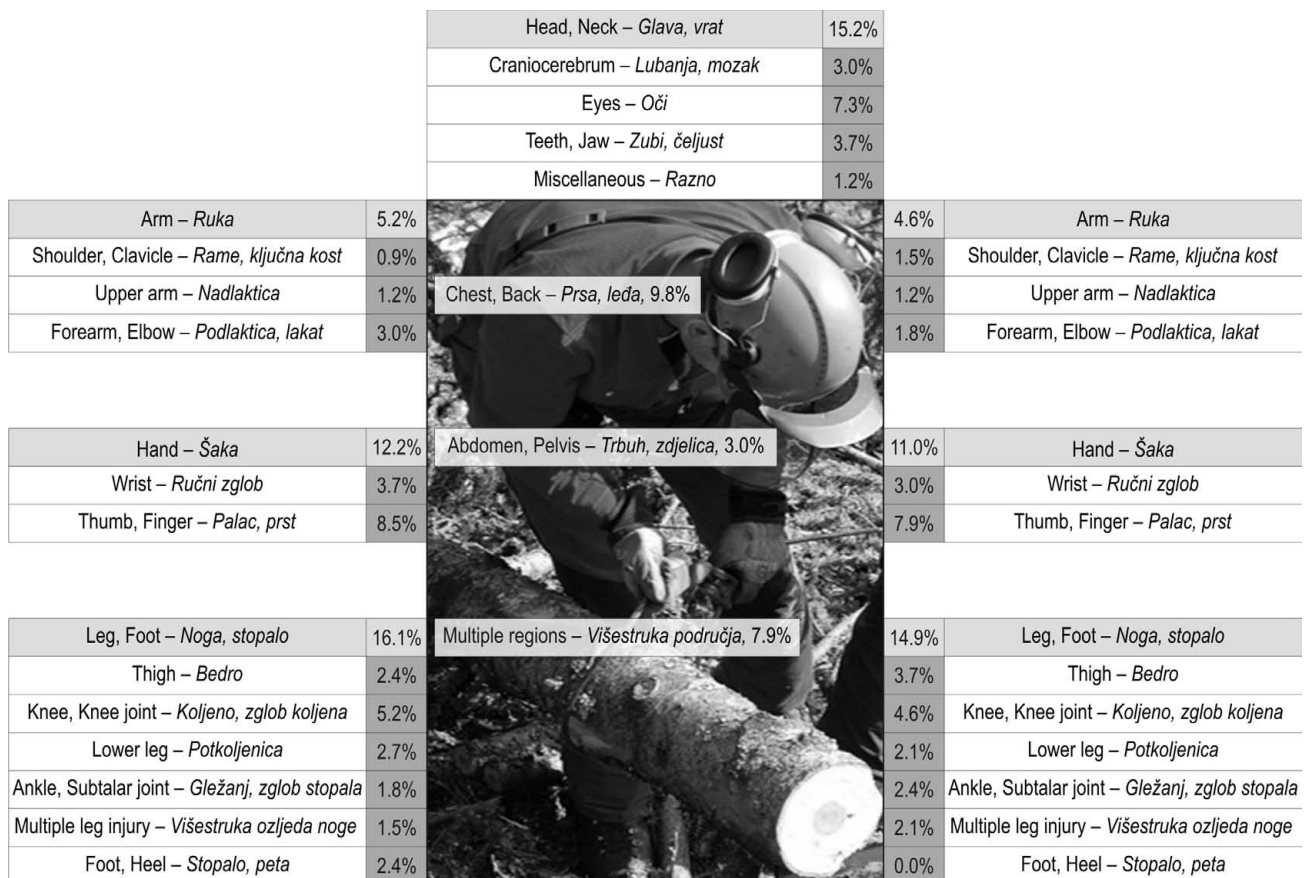 Head, Neck – Glava, vrat 15.2%
Craniocerebrum – Lubanja, mozak 3.0%
Eyes – Oči 7.3%
Teeth, Jaw – Zubi, čeljust 3.7%
Miscellaneous – Razno 1.2%
Arm – Ruka 5.2%
Shoulder, Clavicle – Rame, ključna kost 0.9%
Upper arm – Nadlaktica 1.2%
Forearm, Elbow – Podlaktica, lakat 3.0%
Chest, Back – Prsa, leđa, 9.8%
4.6% Arm – Ruka
1.5% Shoulder, Clavicle – Rame, ključna kost
1.2% Upper arm – Nadlaktica
1.8% Forearm, Elbow – Podlaktica, lakat
Hand – Šaka 12.2%
Wrist – Ručni zglob 3.7%
Thumb, Finger – Palac, prst 8.5%
Abdomen, Pelvis – Trbuh, zdjelica, 3.0%
11.0% Hand – Šaka
3.0% Wrist – Ručni zglob
7.9% Thumb, Finger – Palac, prst
Leg, Foot – Noga, stopalo 16.1%
Thigh – Bedro 2.4%
Knee, Knee joint – Koljeno, zglob koljena 5.2%
Lower leg – Potkoljenica 2.7%
Ankle, Subtalar joint – Gležanj, zglob stopala 1.8%
Multiple leg injury – Višestruka ozljeda noge 1.5%
Foot, Heel – Stopalo, peta 2.4%
Multiple regions – Višestruka područja, 7.9%
14.9% Leg, Foot – Noga, stopalo
3.7% Thigh – Bedro
4.6% Knee, Knee joint – Koljeno, zglob koljena
2.1% Lower leg – Potkoljenica
2.4% Ankle, Subtalar joint – Gležanj, zglob stopala
2.1% Multiple leg injury – Višestruka ozljeda noge
0.0% Foot, Heel – Stopalo, peta